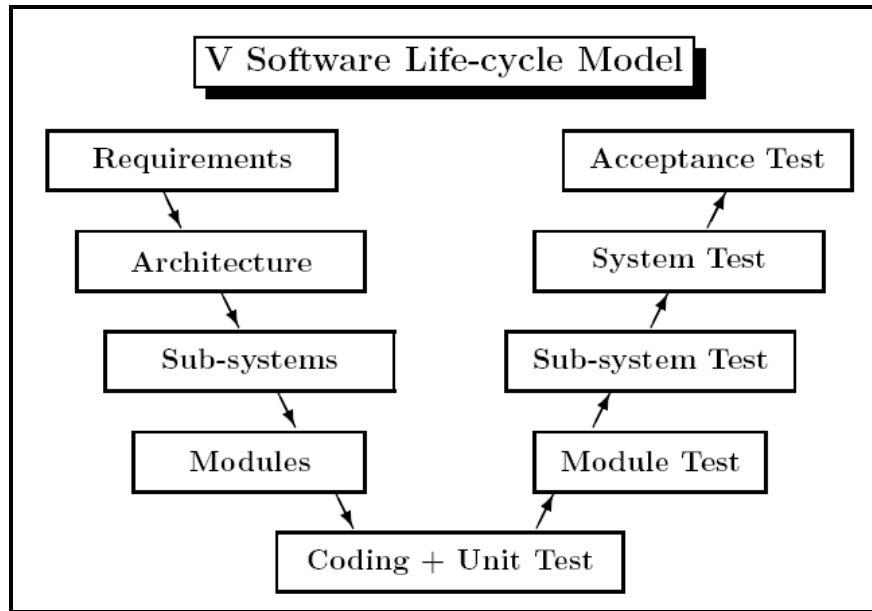 V Software Life-cycle Model
Requirements
Acceptance Test
Architecture
System Test
Sub-systems
Sub-system Test
Modules
Module Test
Coding + Unit Test